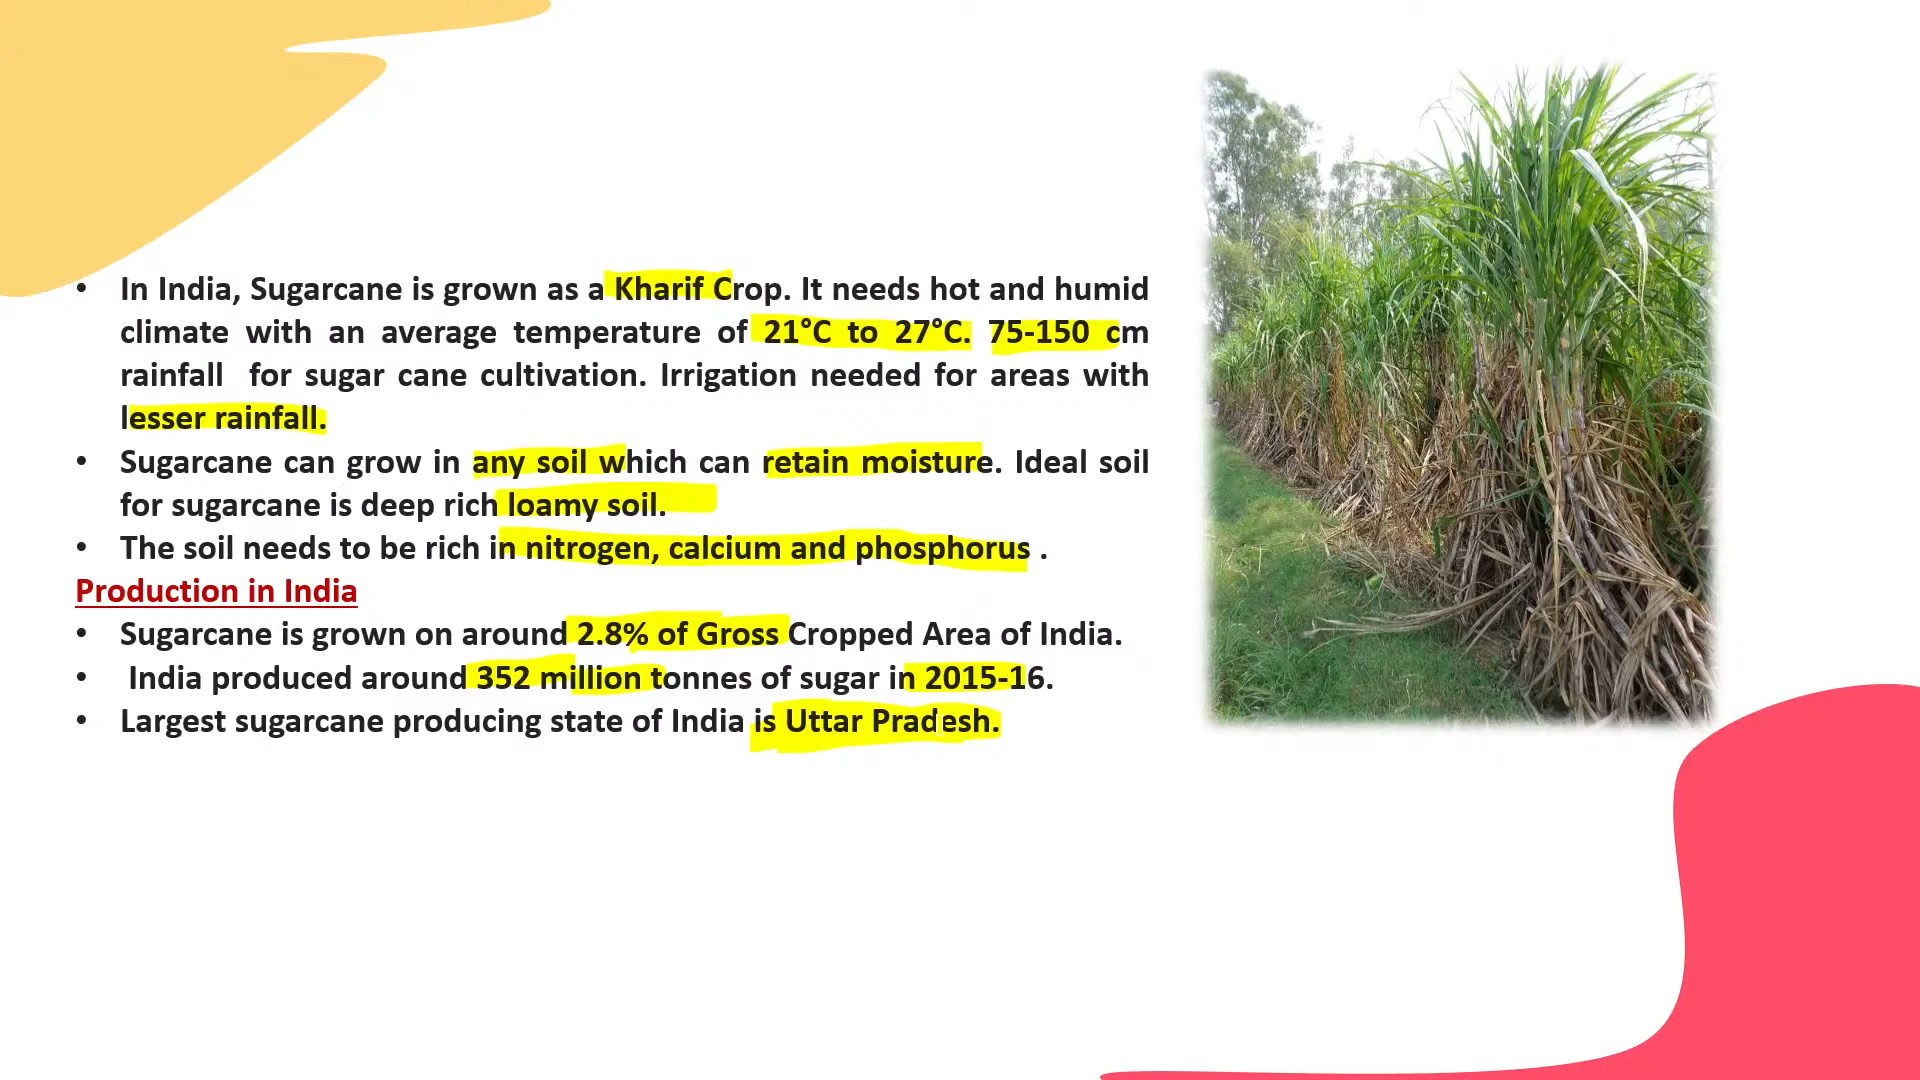 • In India, Sugarcane is grown as a Kharif Crop. It needs hot and humid
climate with an average temperature of 21°C to 27°C. 75-150 cm
rainfall for sugar cane cultivation. Irrigation needed for areas with
lesser rainfall.
• Sugarcane can grow in any soil which can retain moisture. Ideal soil
for sugarcane is deep rich loamy soil.
• The soil needs to be rich in nitrogen, calcium and phosphorus .
Production in India
• Sugarcane is grown on around 2.8% of Gross Cropped Area of India.
• India produced around 352 million tonnes of sugar in 2015-16.
• Largest sugarcane producing state of India is Uttar Pradesh.